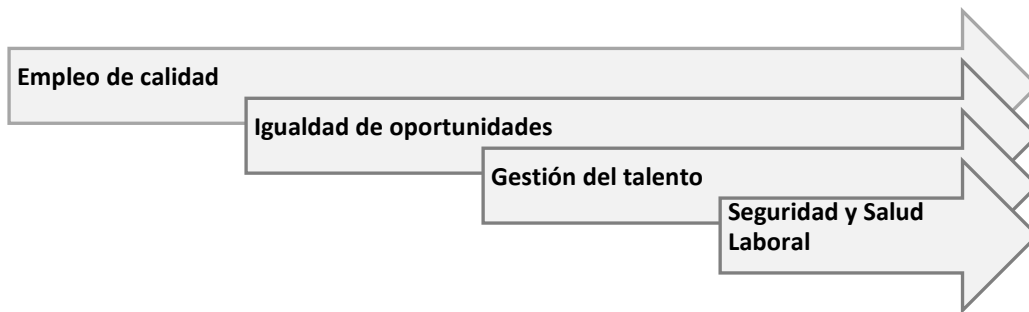 Empleo de calidad
Igualdad de oportunidades
Gestión del talento
Seguridad y Salud
Laboral